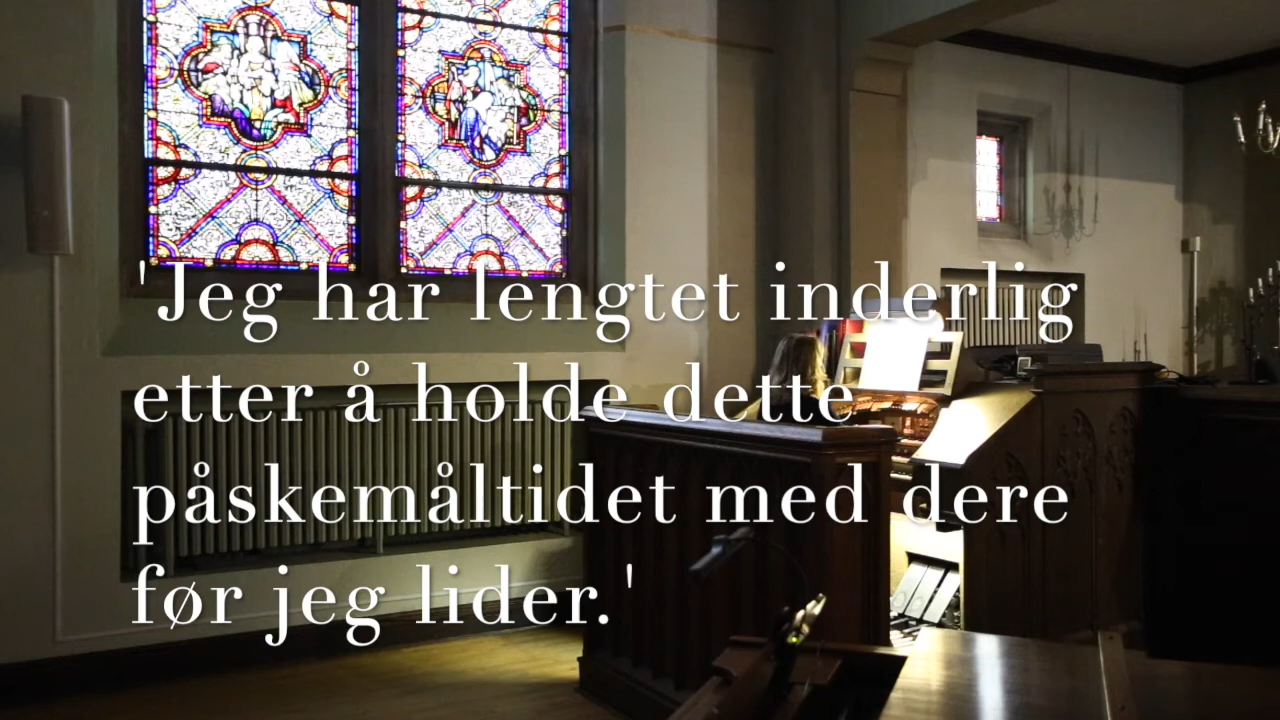 'Jeg har lengtet inderlig
etter å holde dette
påskemåltidet med dere
før jeg lider.'